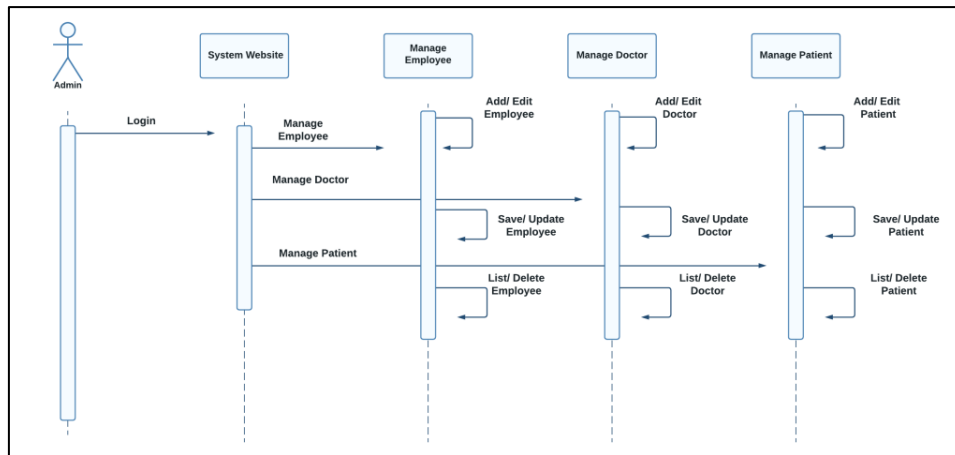 Admin
System Website
Manage
Employee
Manage Doctor
Manage Patient
Login
Manage
Employee
Add/ Edit
Employee
Add/ Edit
Doctor
Add/ Edit
Patient
Manage Doctor
Save/ Update
Employee
Save/ Update
Doctor
Save/ Update
Patient
Manage Patient
List/ Delete
Employee
List/ Delete
Doctor
List/ Delete
Patient